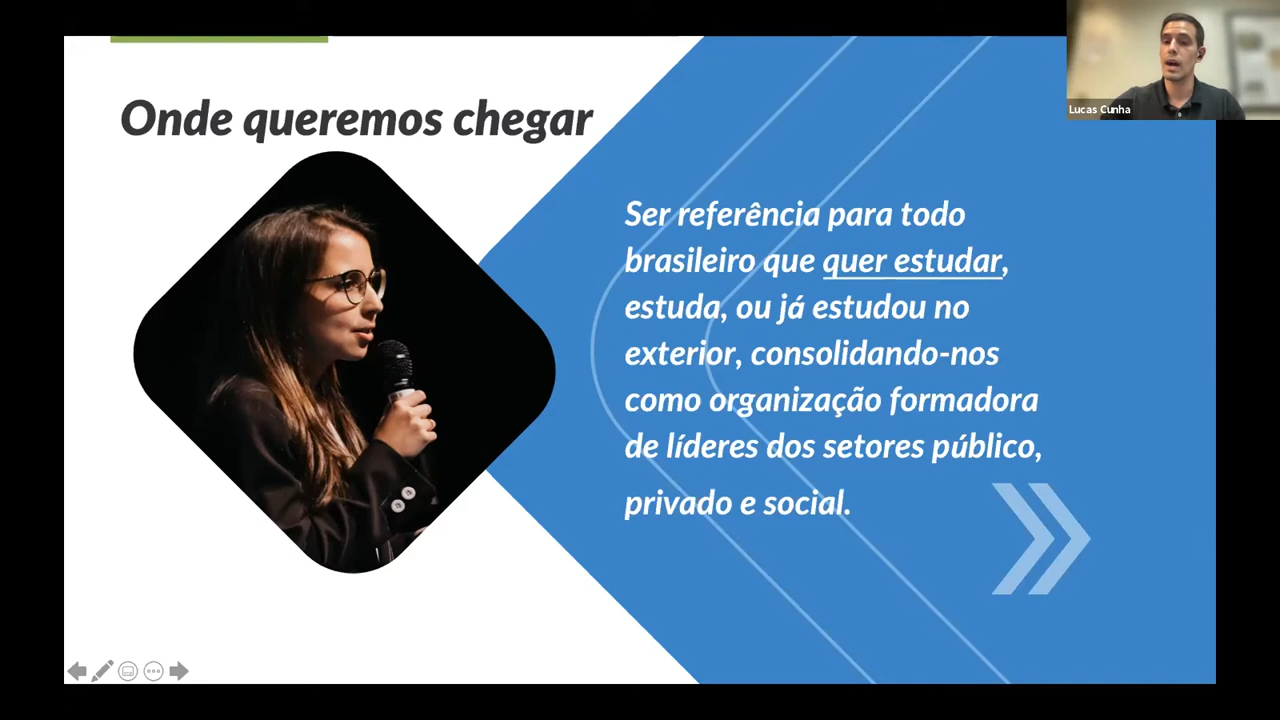 Onde queremos chegar
Lucas Cunha
Ser referência para todo
brasileiro que quer estudar,
estuda, ou já estudou no
exterior, consolidando-nos
como organização formadora
de líderes dos setores público,
privado e social.